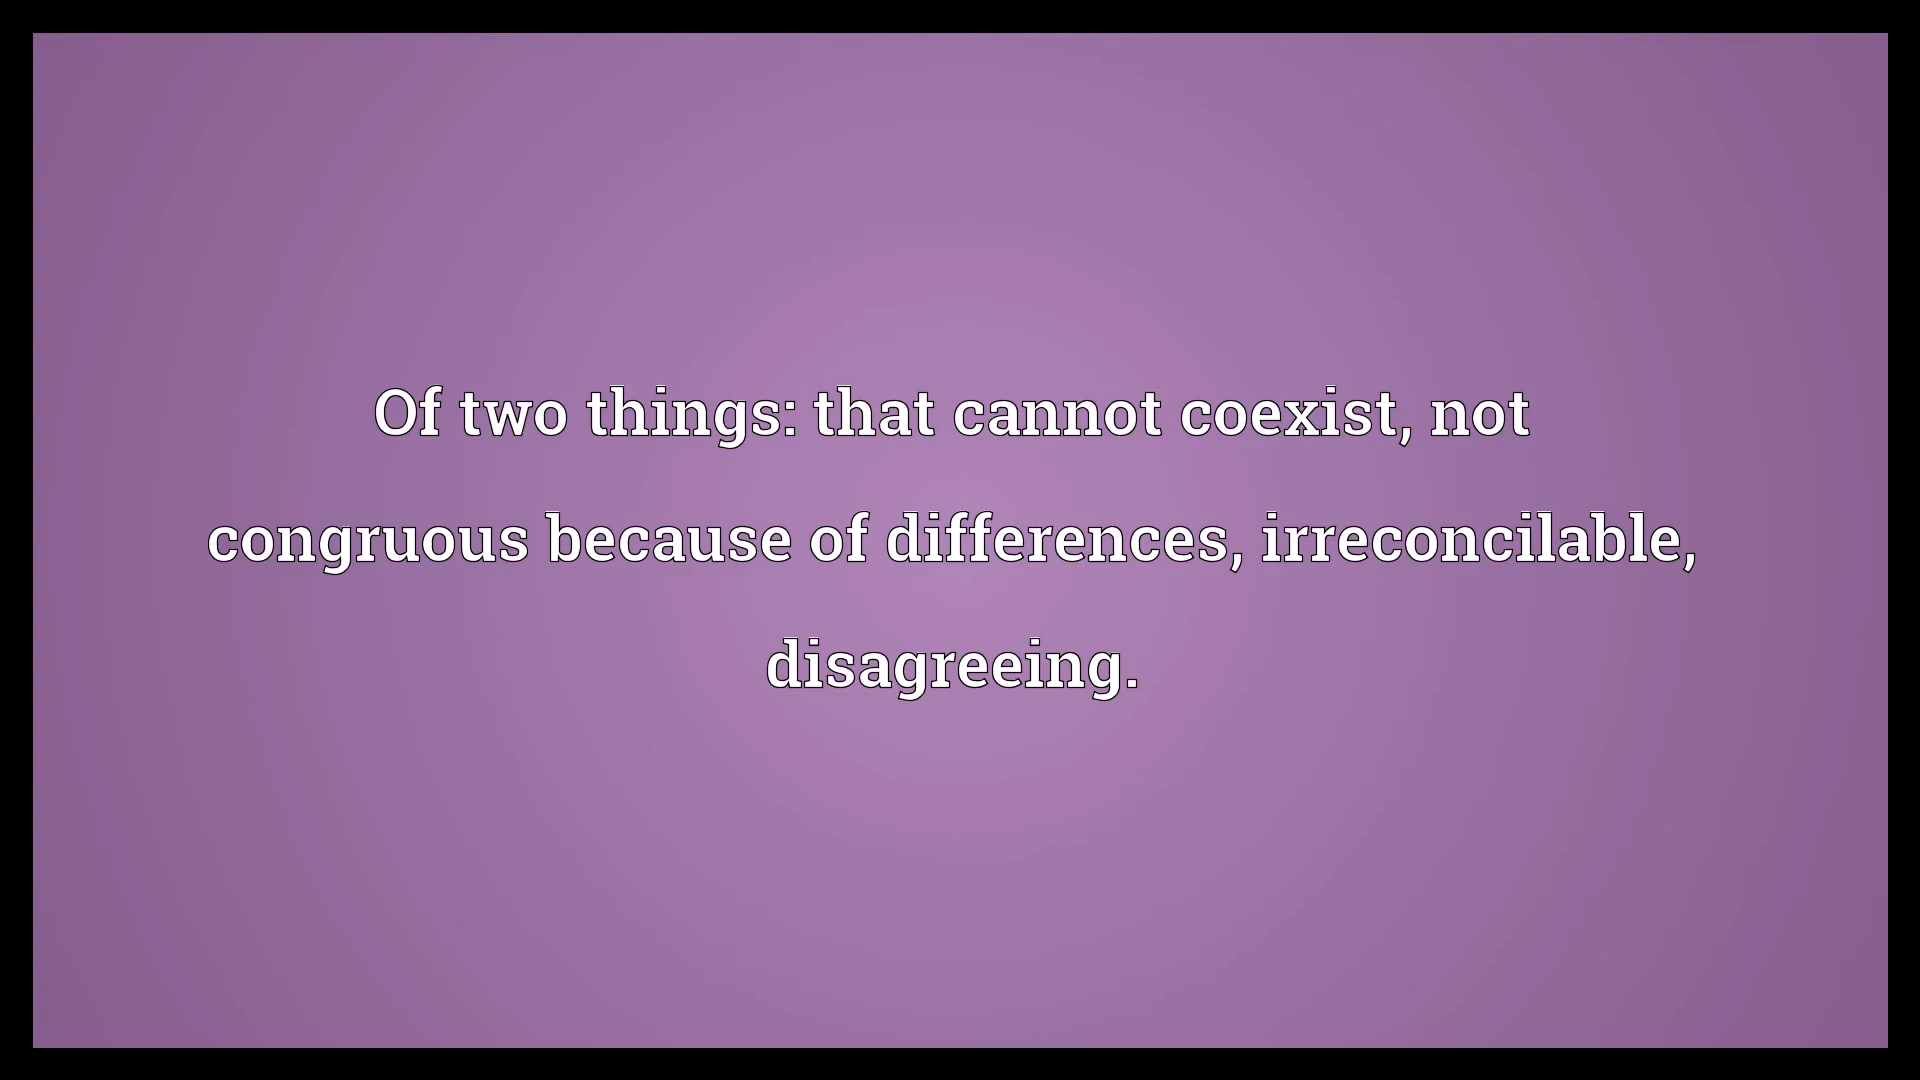 Of two things: that cannot coexist, not
congruous because of differences, irreconcilable,
disagreeing.